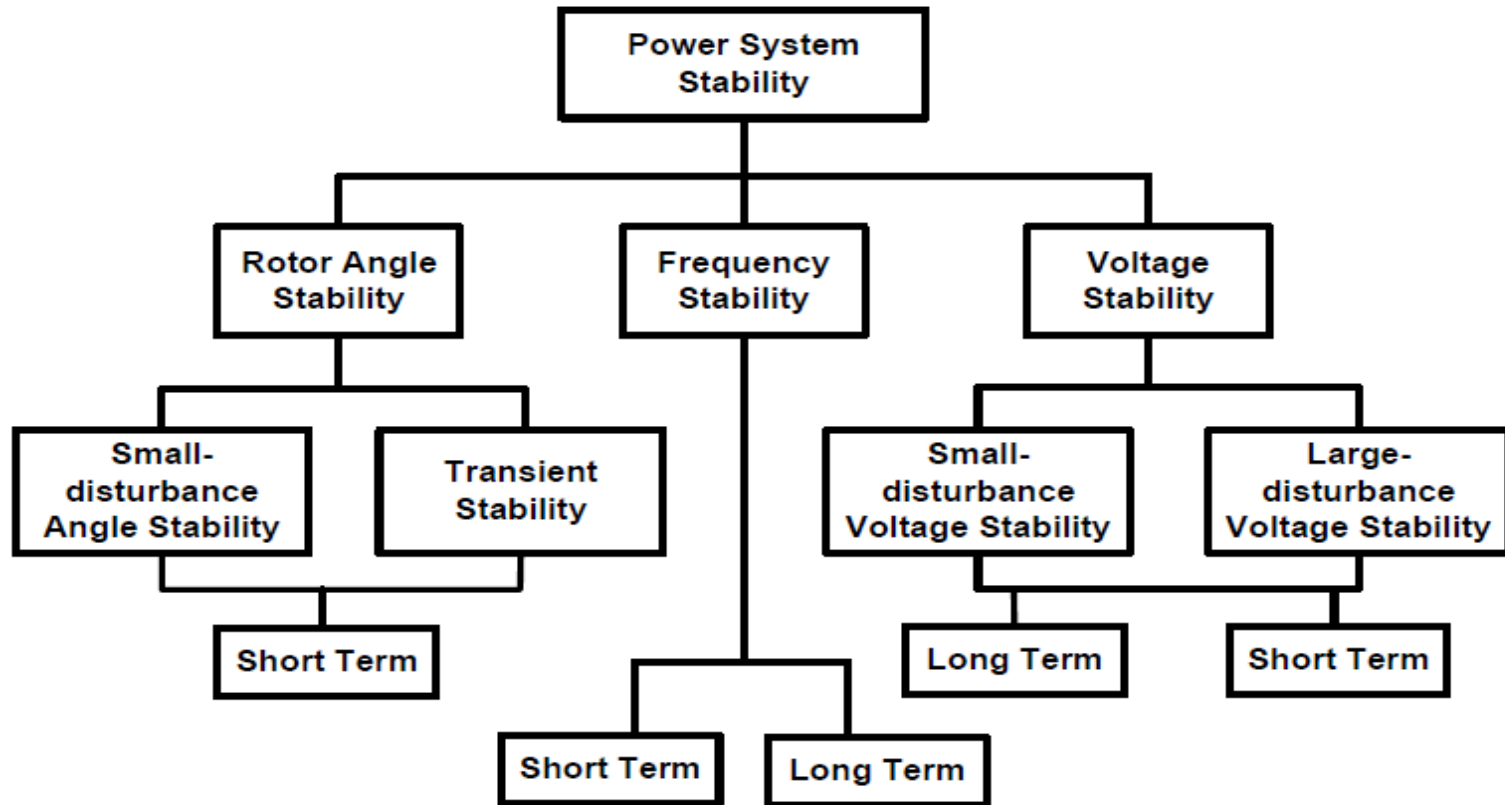 Power System
Stability
Rotor Angle
Stability
Frequency
Stability
Voltage
Stability
Small-
disturbance
Angle Stability
Transient
Stability
Small-
disturbance
Voltage Stability
Large-
disturbance
Voltage Stability
Short Term
Long Term
Short Term
Short Term
Long Term